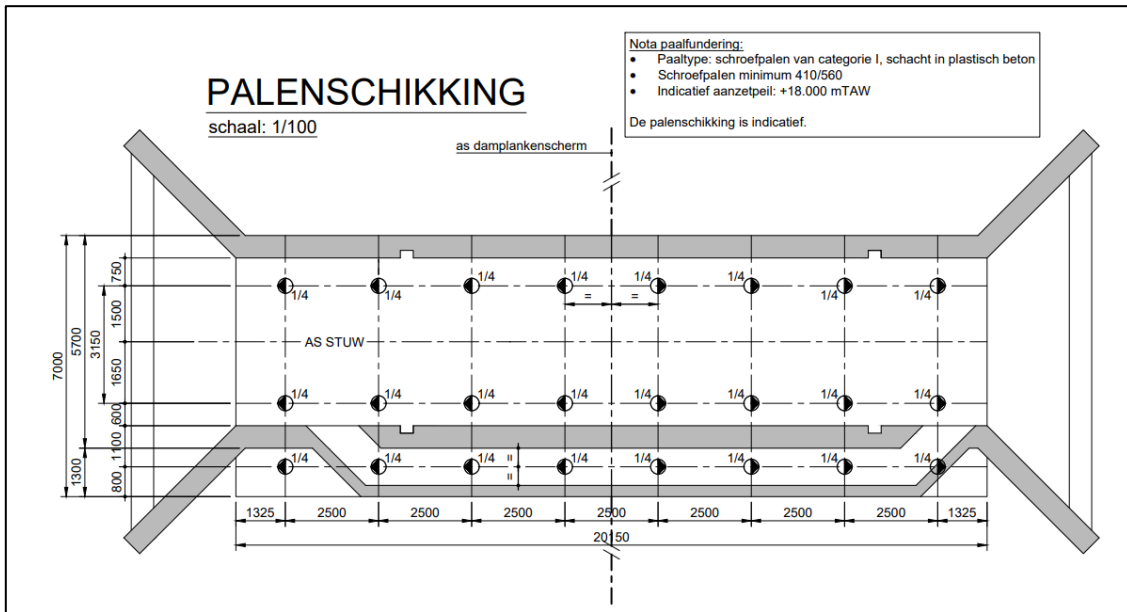 PALENSCHIKKING
schaal: 1/100
Nota paalfundering:
• Paaltype: schroefpalen van categorie I, schacht in plastisch beton
• Schroefpalen minimum 410/560
• Indicatief aanzetpeil: +18.000 mTAW
De palenschikking is indicatief.
as damplankenscherm
1/4 1/4 1/4 1/4 1/4 1/4 1/4 1/4
= =
AS STUW
1/4 1/4 1/4 1/4 1/4 1/4 1/4 1/4
1/4 1/4 1/4 1/4 1/4 1/4 1/4 1/4
= =
7000
5700
1300
3150
750
1500
1650
600
1100
800
1325 2500 2500 2500 2500 2500 2500 2500 1325
20150